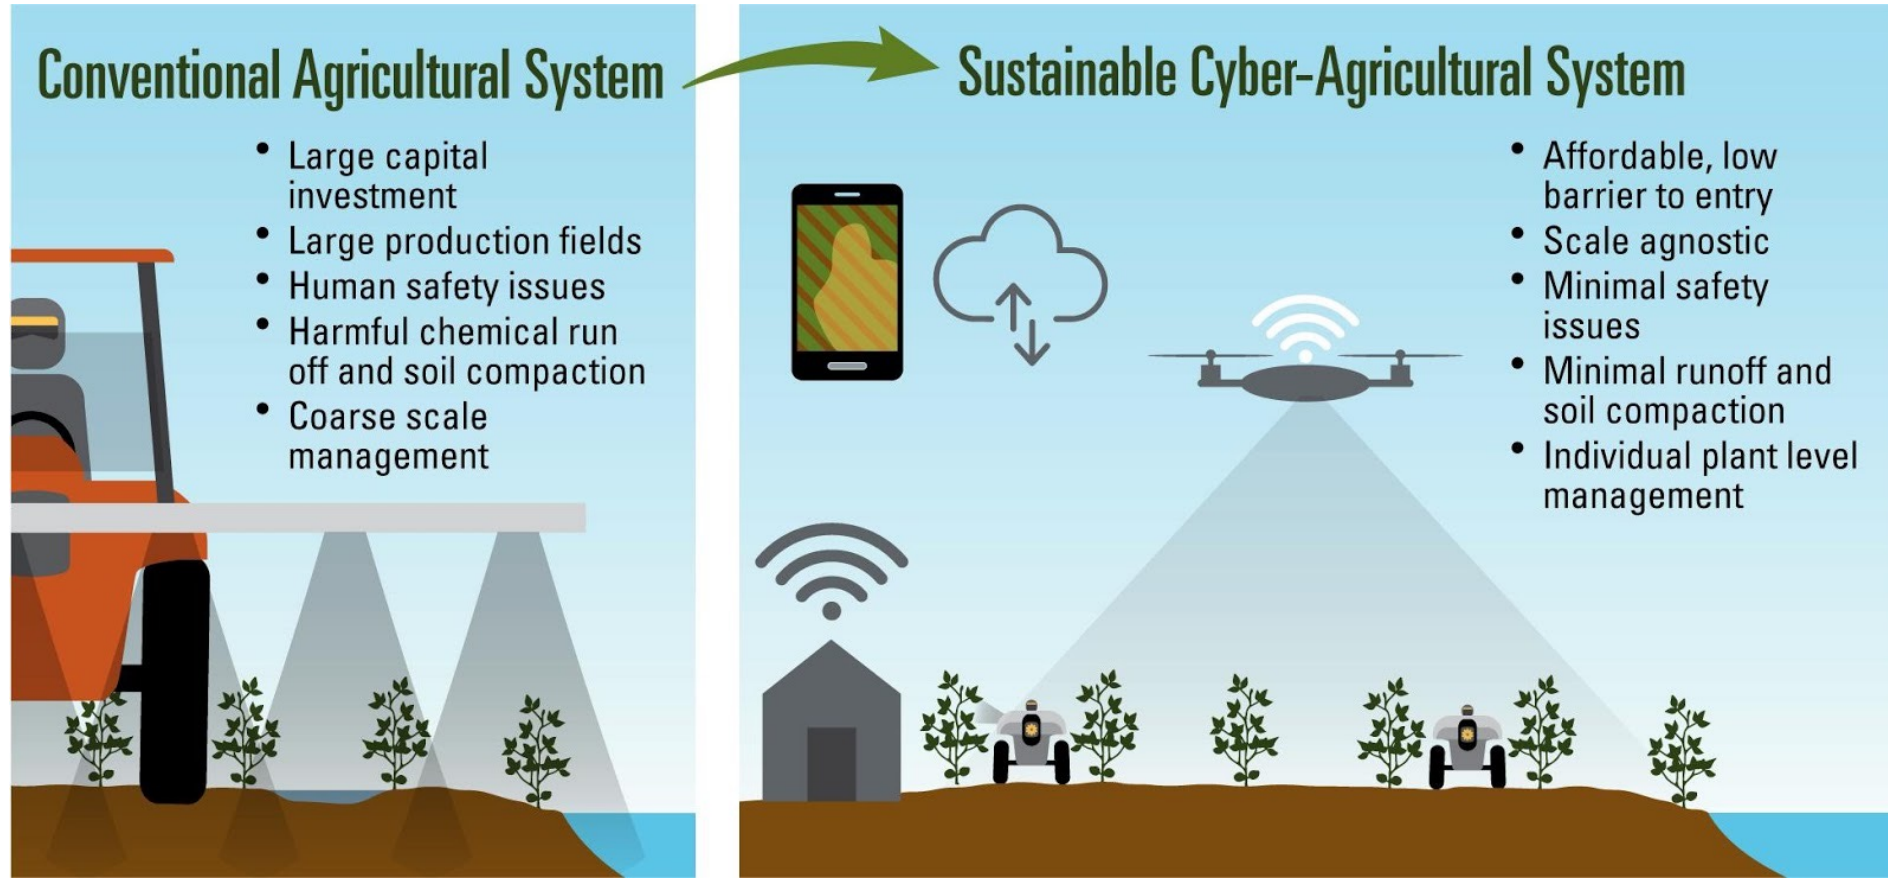 Conventional Agricultural System
• Large capital
investment
• Large production fields
• Human safety issues
• Harmful chemical run
off and soil compaction
• Coarse scale
management
Sustainable Cyber-Agricultural System
• Affordable, low
barrier to entry
• Scale agnostic
• Minimal safety
issues
• Minimal runoff and
soil compaction
• Individual plant level
management